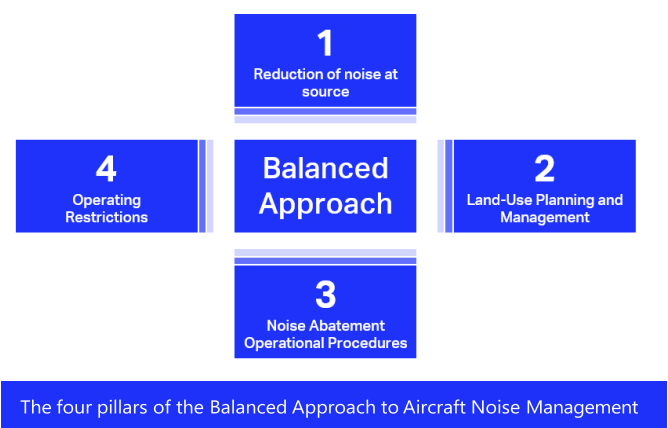 1
Reduction of noise at
source
4
Operating
Restrictions
Balanced
Approach
2
Land-Use Planning and
Management
3
Noise Abatement
Operational Procedures
The four pillars of the Balanced Approach to Aircraft Noise Management